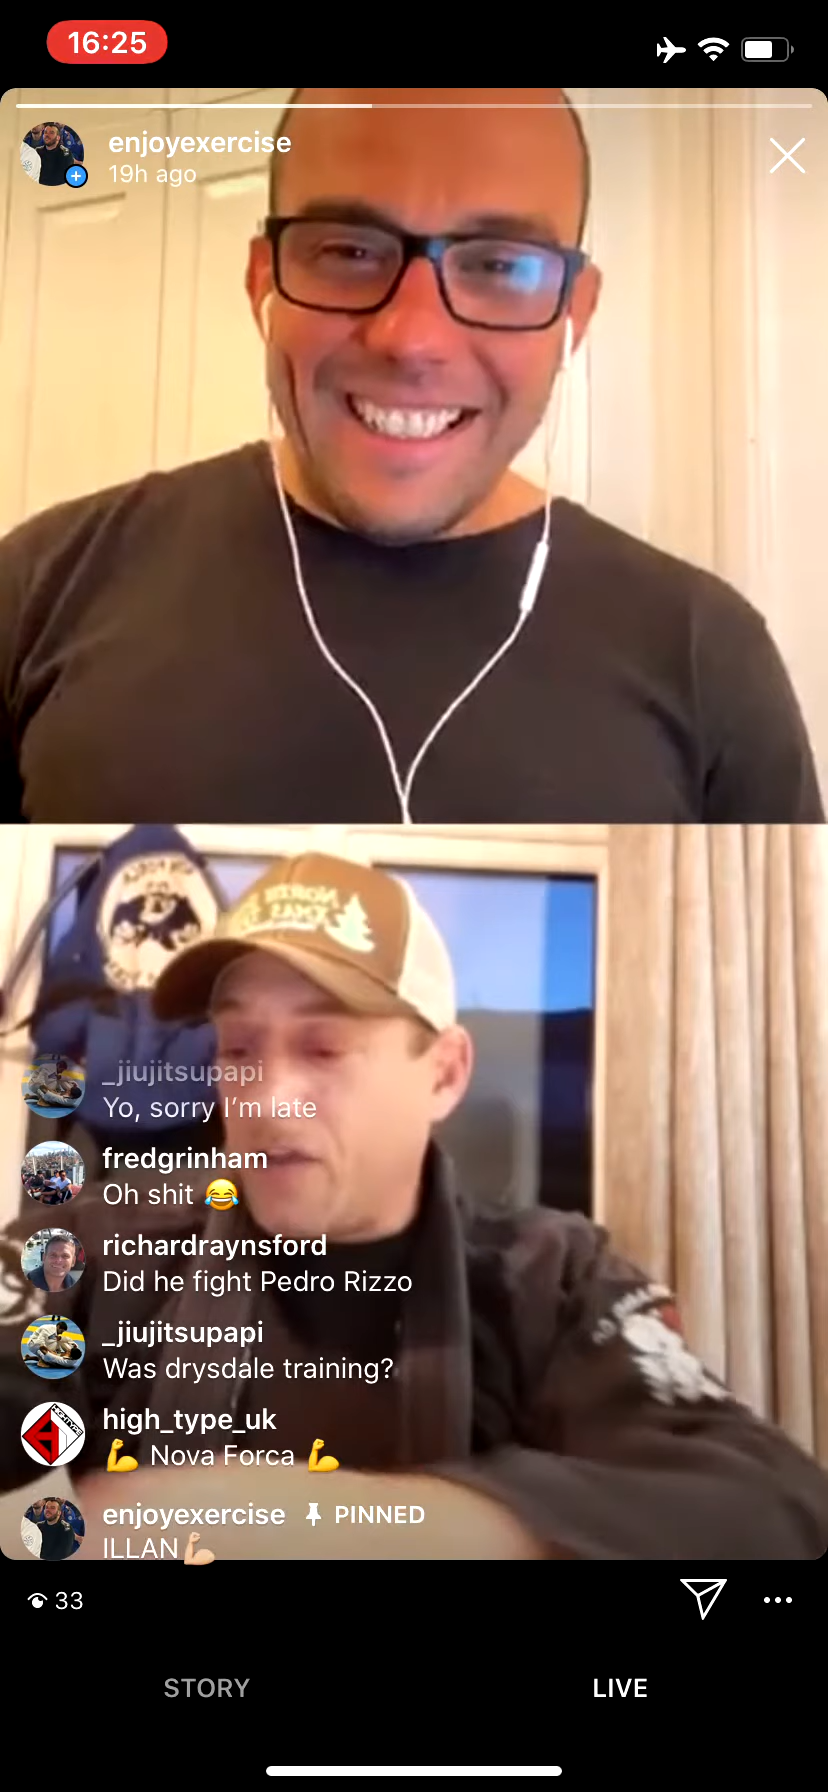 16:25
enjoyexercise
19h ago
_jiujitsupapi
Yo, sorry I'm late
fredgrinham
Oh shit 😂
richardraynsford
Did he fight Pedro Rizzo
_jiujitsupapi
Was drysdale training?
high_type_uk
💪 Nova Forca 💪
enjoyexercise PINNED
ILLAN💪🏻
33
STORY
LIVE